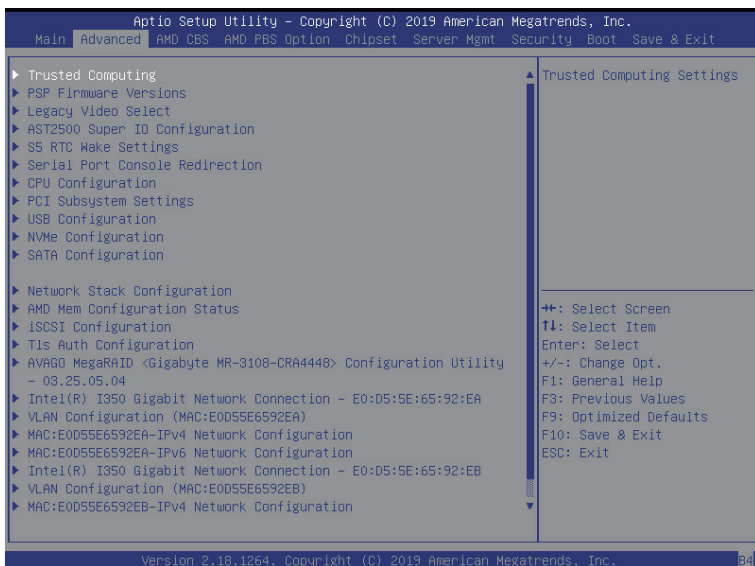 Aptio Setup Utility – Copyright (C) 2019 American Megatrends, Inc.
Main Advanced AMD CBS AMD PBS Option Chipset Server Mgmt Security Boot Save & Exit
Trusted Computing
PSP Firmware Versions
Legacy Video Select
AST2500 Super IO Configuration
S5 RTC Wake Settings
Serial Port Console Redirection
CPU Configuration
PCI Subsystem Settings
USB Configuration
NVMe Configuration
SATA Configuration
Network Stack Configuration
AMD Mem Configuration Status
iSCSI Configuration
Tls Auth Configuration
AVAGO MegaRAID <Gigabyte MR-3108-CRA4448> Configuration Utility
- 03.25.05.04
Intel(R) I350 Gigabit Network Connection - E0:D5:5E:65:92:EA
VLAN Configuration (MAC:E0D55E6592EA)
MAC:E0D55E6592EA-IPv4 Network Configuration
MAC:E0D55E6592EA-IPv6 Network Configuration
Intel(R) I350 Gigabit Network Connection - E0:D5:5E:65:92:EB
VLAN Configuration (MAC:E0D55E6592EB)
MAC:E0D55E6592EB-IPv4 Network Configuration
Trusted Computing Settings
→←: Select Screen
↑↓: Select Item
Enter: Select
+/-: Change Opt.
F1: General Help
F3: Previous Values
F9: Optimized Defaults
F10: Save & Exit
ESC: Exit
Version 2.18.1264. Copyright (C) 2019 American Megatrends, Inc.
B4